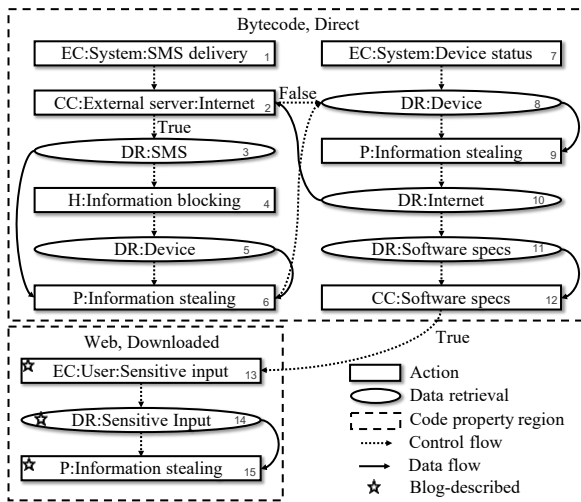 Bytecode, Direct
EC:System:SMS delivery 1
CC:External server:Internet 2
False
True
DR:SMS 3
H:Information blocking 4
DR:Device 5
P:Information stealing 6
EC:System:Device status 7
DR:Device 8
P:Information stealing 9
DR:Internet 10
DR:Software specs 11
CC:Software specs 12
True
Web, Downloaded
EC:User:Sensitive input 13
DR:Sensitive Input 14
P:Information stealing 15
Action
Data retrieval
Code property region
Control flow
Data flow
Blog-described